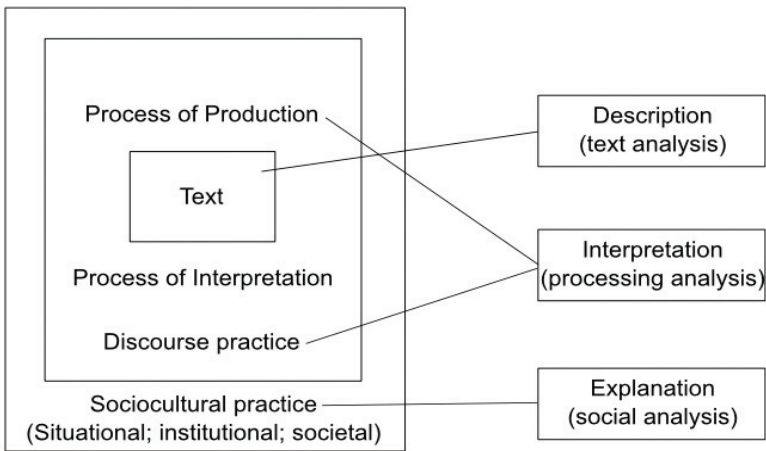 Process of Production
Text
Process of Interpretation
Discourse practice
Sociocultural practice
(Situational; institutional; societal)
Description
(text analysis)
Interpretation
(processing analysis)
Explanation
(social analysis)